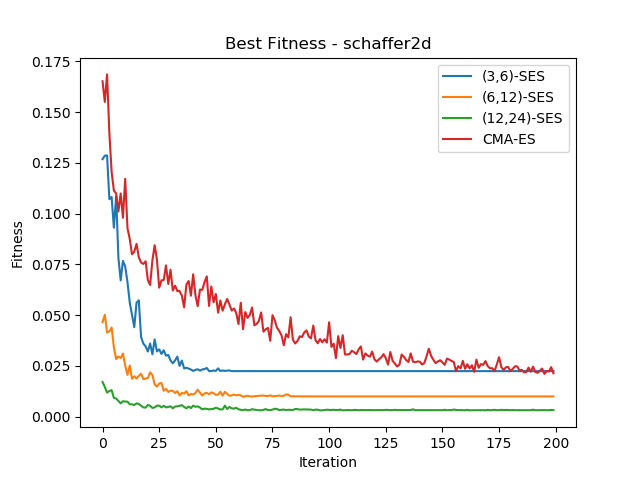 Best Fitness - schaffer2d
0.175
0.150
0.125
0.100
0.075
0.050
0.025
0.000
Fitness
(3,6)-SES
(6,12)-SES
(12,24)-SES
CMA-ES
0 25 50 75 100 125 150 175 200
Iteration